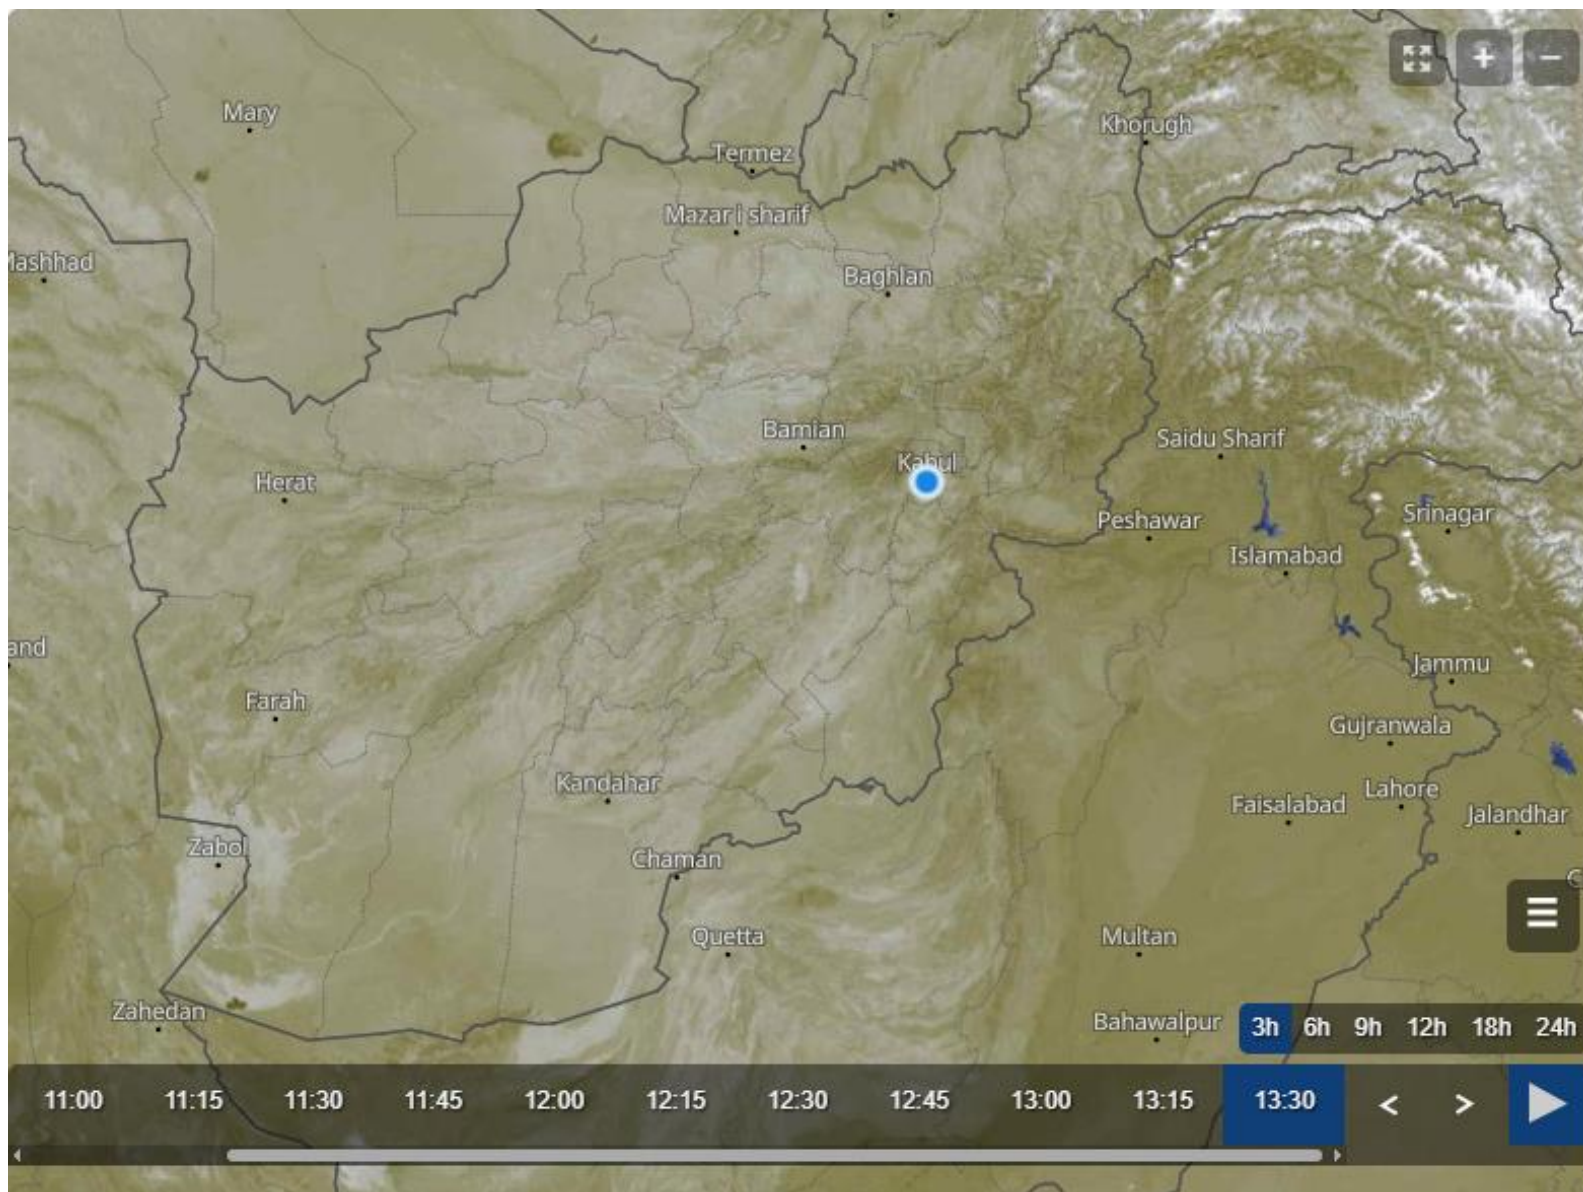 Mary
Khorugh
Termez
Mazar i sharif
Mashhad
Baghlan
Bamian
Saidu Sharif
Kabul
Herat
Srinagar
Peshawar
Islamabad
and
Jammu
Farah
Gujranwala
Kandahar
Lahore
Faisalabad
Jalandhar
Zabol
Chaman
C
Quetta
Multan
Zahedan
Bahawalpur
3h 6h 9h 12h 18h 24h
11:00 11:15 11:30 11:45 12:00 12:15 12:30 12:45 13:00 13:15 13:30 < >